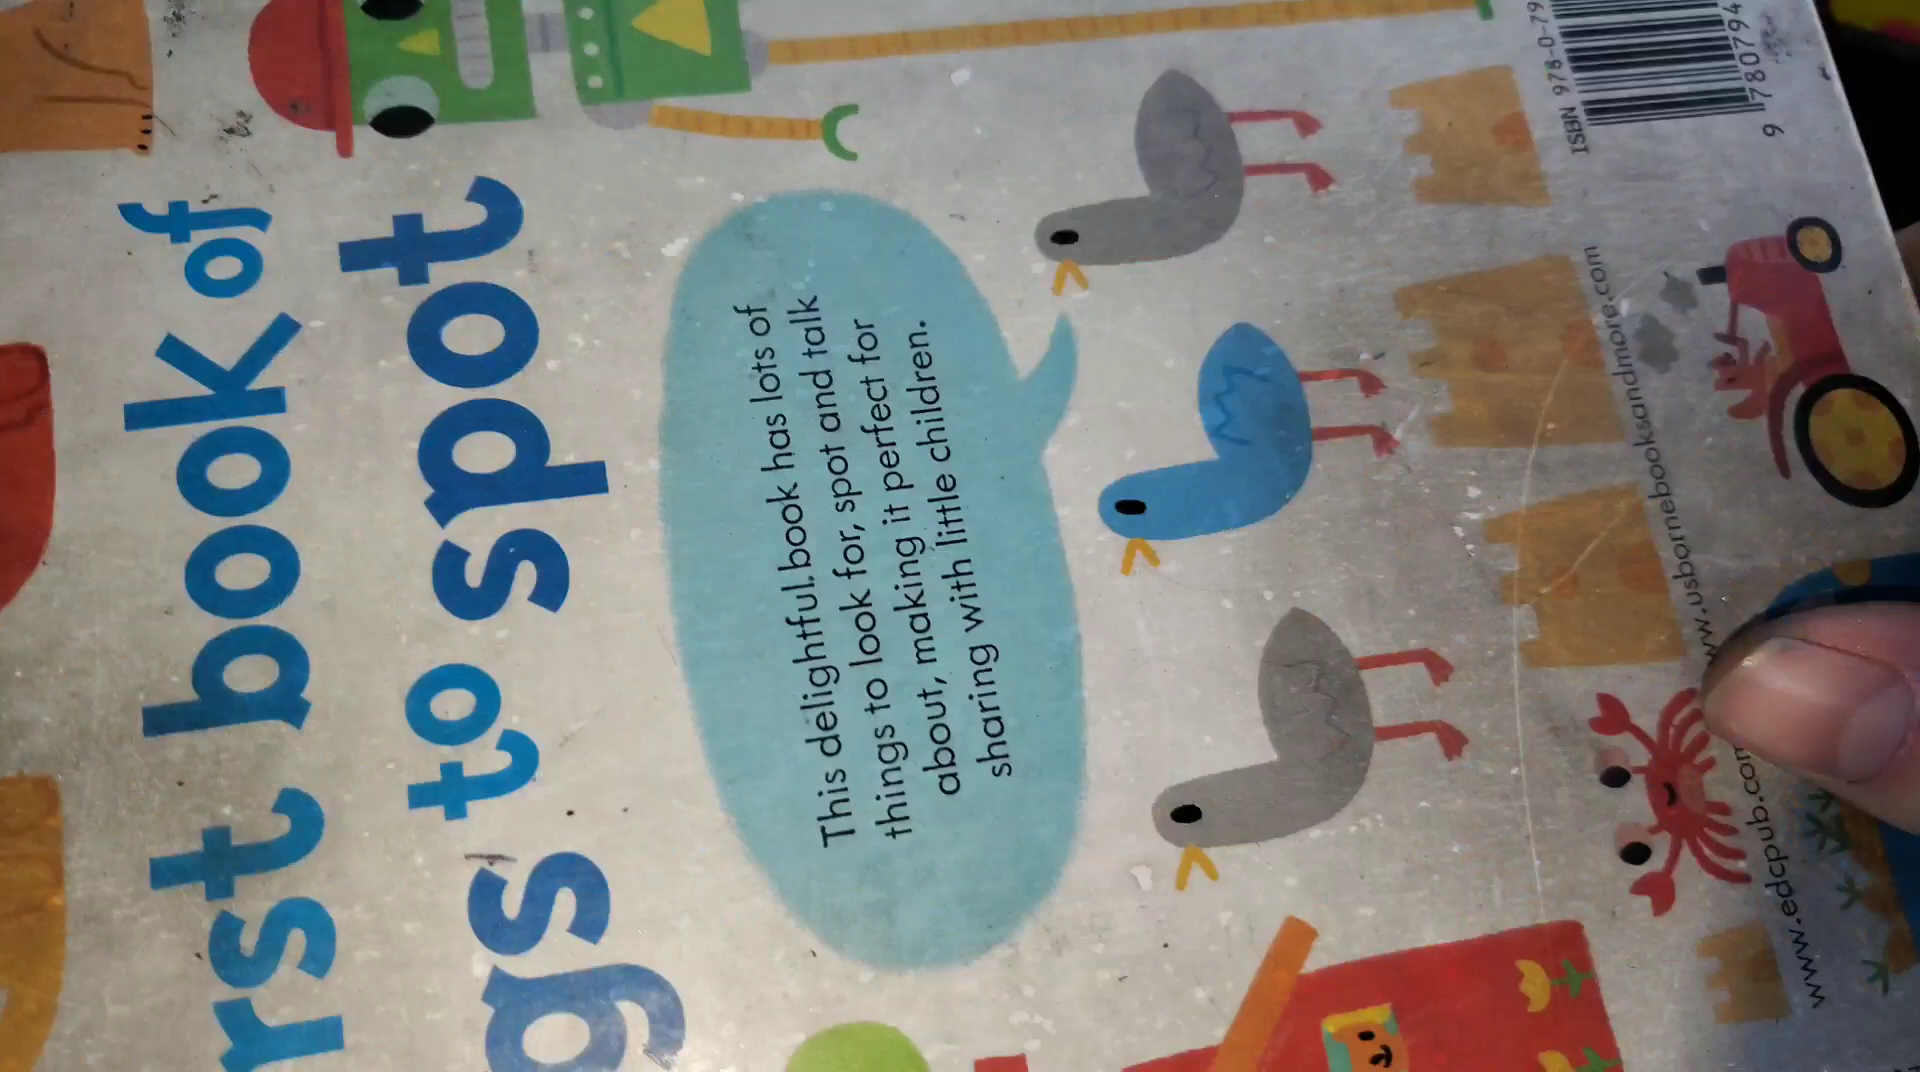 rst book of
gs to spot
This delightful book has lots of
things to look for, spot and talk
about, making it perfect for
sharing with little children.
ISBN 978-0-79
9 780794
www.edcpub.com
w.usbornebooksandmore.com